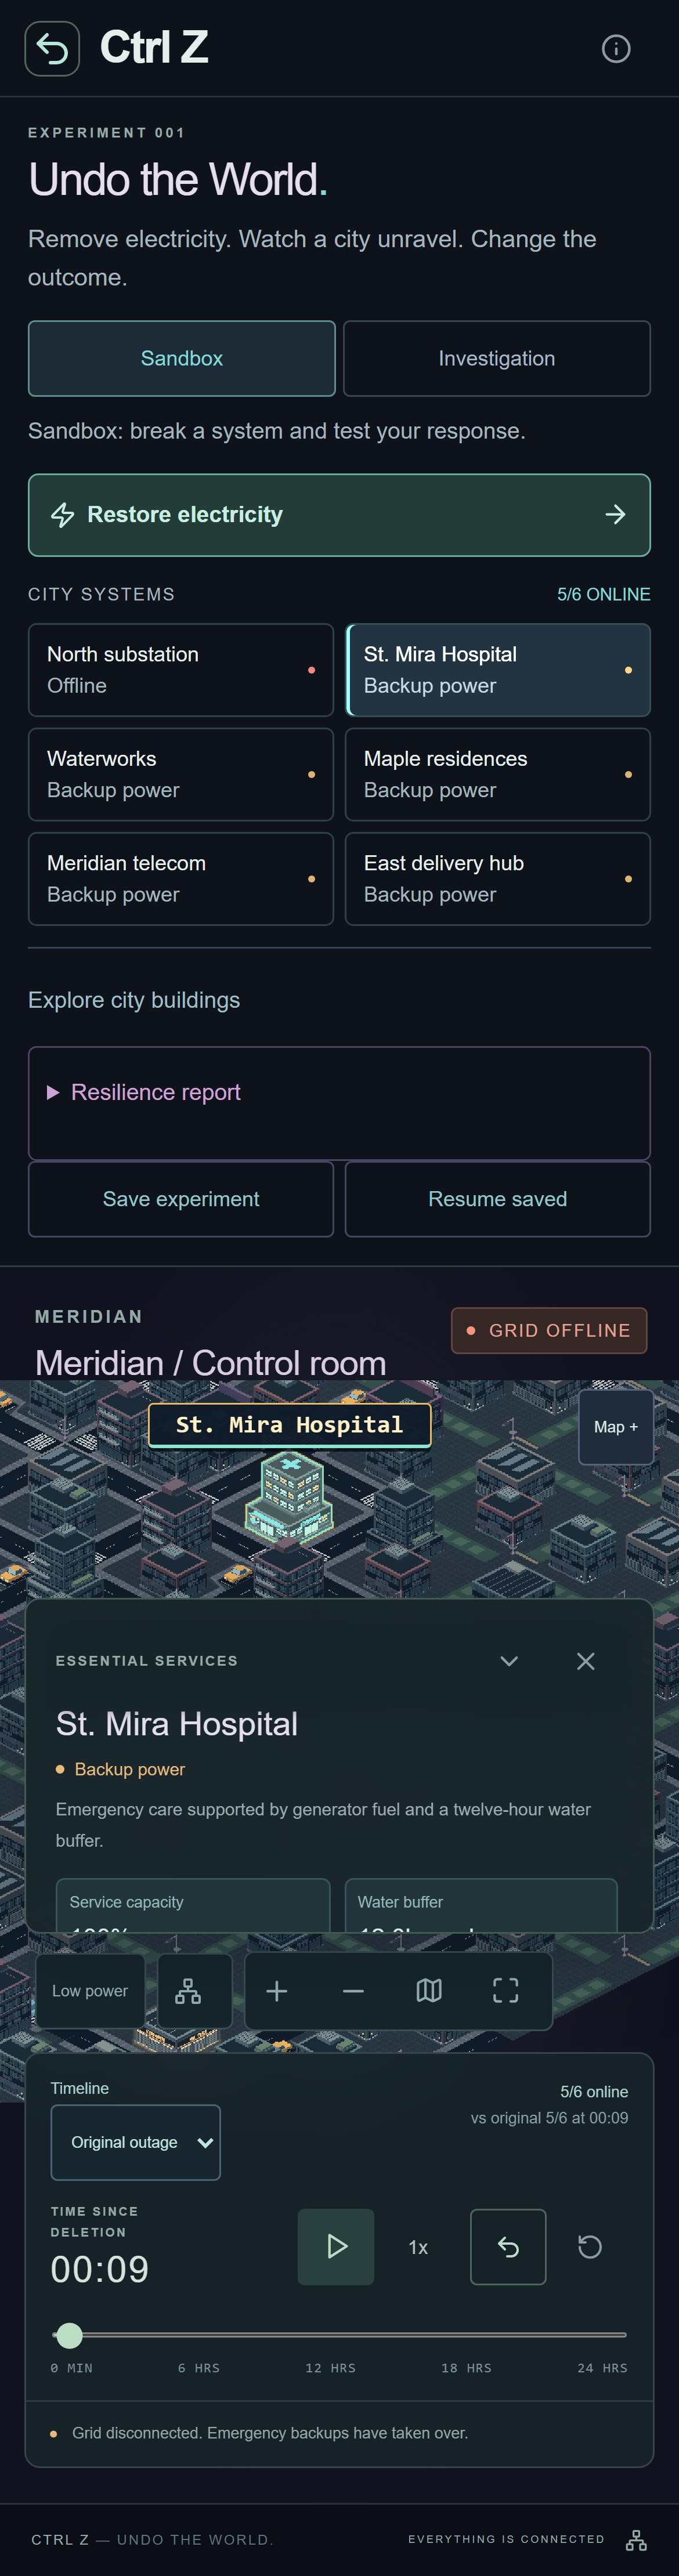 Ctrl Z
EXPERIMENT 001
Undo the World.
Remove electricity. Watch a city unravel. Change the
outcome.
Sandbox
Investigation
Sandbox: break a system and test your response.
Restore electricity
CITY SYSTEMS
5/6 ONLINE
North substation
Offline
St. Mira Hospital
Backup power
Waterworks
Backup power
Maple residences
Backup power
Meridian telecom
Backup power
East delivery hub
Backup power
Explore city buildings
Resilience report
Save experiment
Resume saved
MERIDIAN
GRID OFFLINE
Meridian / Control room
St. Mira Hospital
Map +
ESSENTIAL SERVICES
St. Mira Hospital
Backup power
Emergency care supported by generator fuel and a twelve-hour water
buffer.
Service capacity
Water buffer
Low power
Timeline
5/6 online
vs original 5/6 at 00:09
Original outage
TIME SINCE
DELETION
00:09
1x
0 MIN
6 HRS
12 HRS
18 HRS
24 HRS
Grid disconnected. Emergency backups have taken over.
CTRL Z — UNDO THE WORLD.
EVERYTHING IS CONNECTED